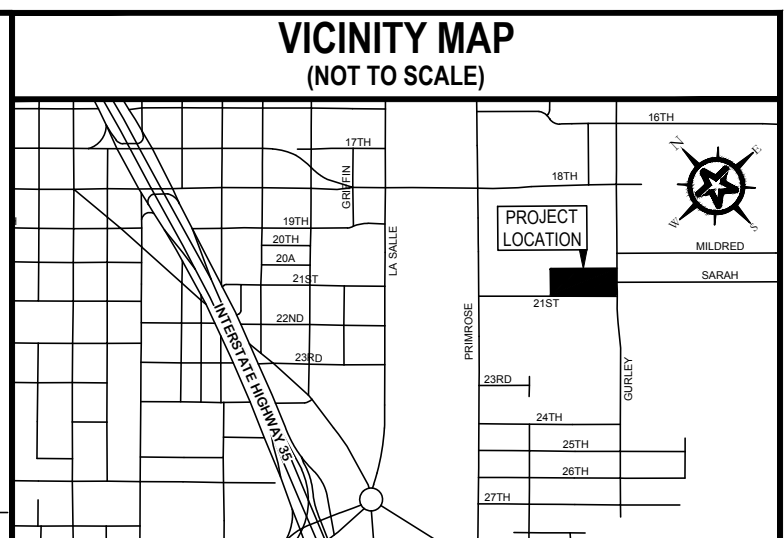 VICINITY MAP
(NOT TO SCALE)
16TH
17TH
N
E
18TH
GRIFFIN
W
S
PROJECT
LOCATION
19TH
LA SALLE
20TH
MILDRED
20A
SARAH
21ST
21ST
INTERSTATE HIGHWAY 35
22ND
PRIMROSE
23RD
GURLEY
23RD
24TH
25TH
26TH
27TH